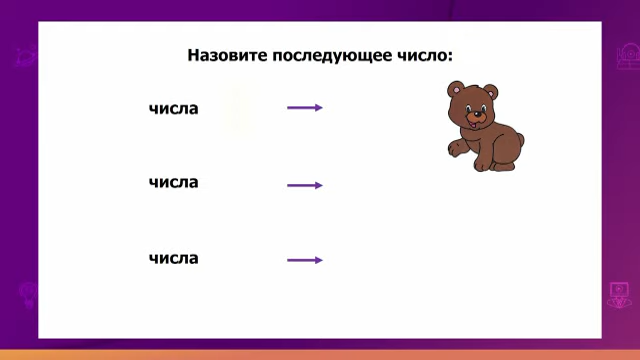 Назовите последующее число:
числа
числа
числа